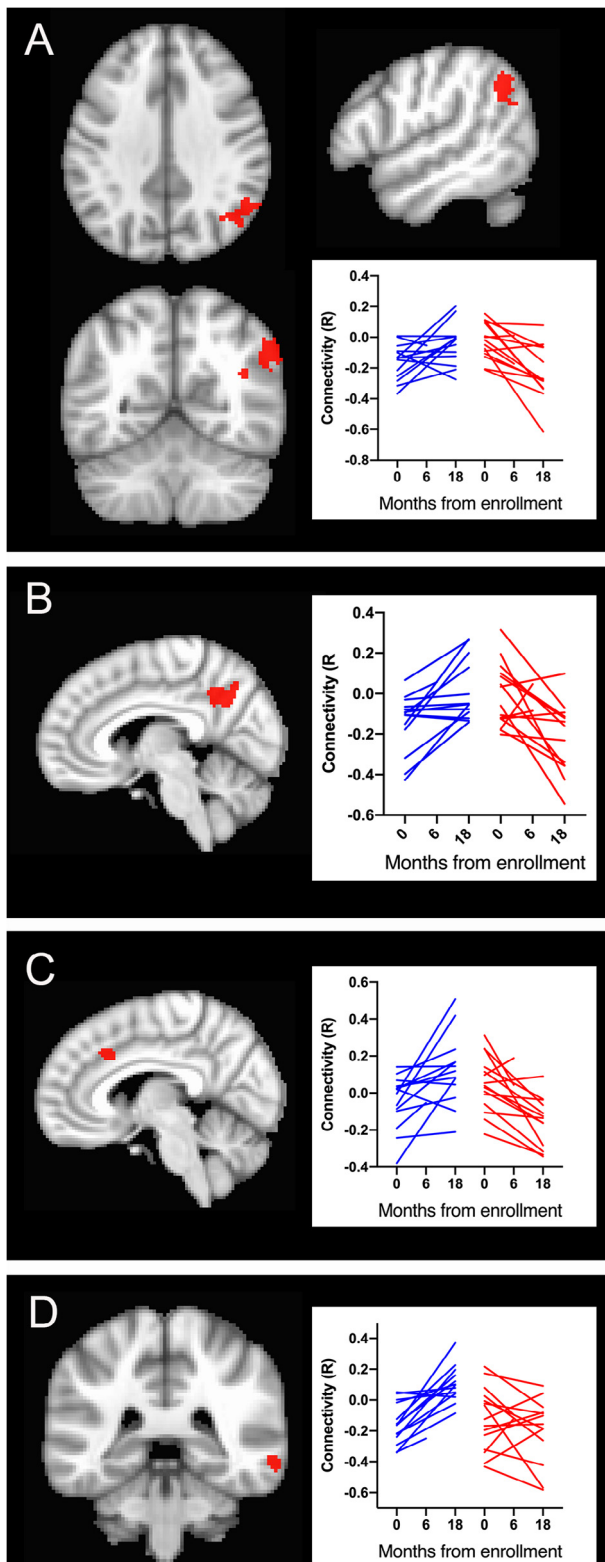 A
Connectivity (R)
0.4
0.2
0.0
-0.2
-0.4
-0.6
-0.8
0 6 18 0 6 18
Months from enrollment
B
Connectivity (R
0.4
0.2
-0.0
-0.2
-0.4
-0.6
0 6 18 0 6 18
Months from enrollment
C
Connectivity (R)
0.6
0.4
0.2
-0.0
-0.2
-0.4
0 6 18 0 6 18
Months from enrollment
D
Connectivity (R)
0.4
0.2
-0.0
-0.2
-0.4
-0.6
0 6 18 0 6 18
Months from enrollment